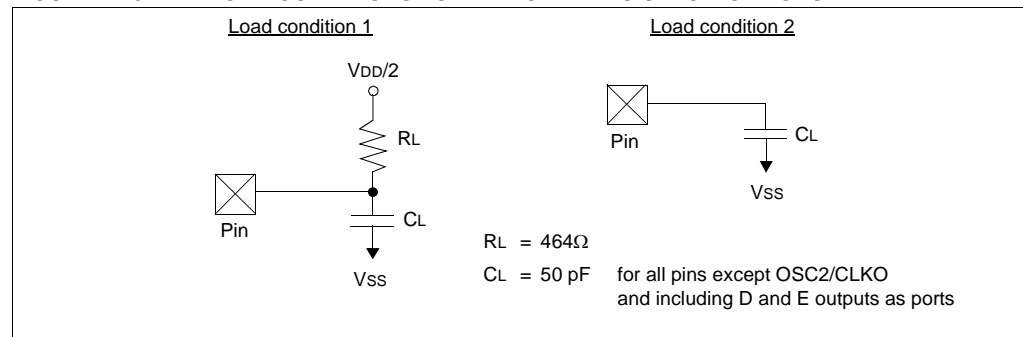 Load condition 1
VDD/2
RL
Pin
CL
VSS
Load condition 2
Pin
CL
VSS
RL = 464Ω
CL = 50 pF for all pins except OSC2/CLKO
and including D and E outputs as ports